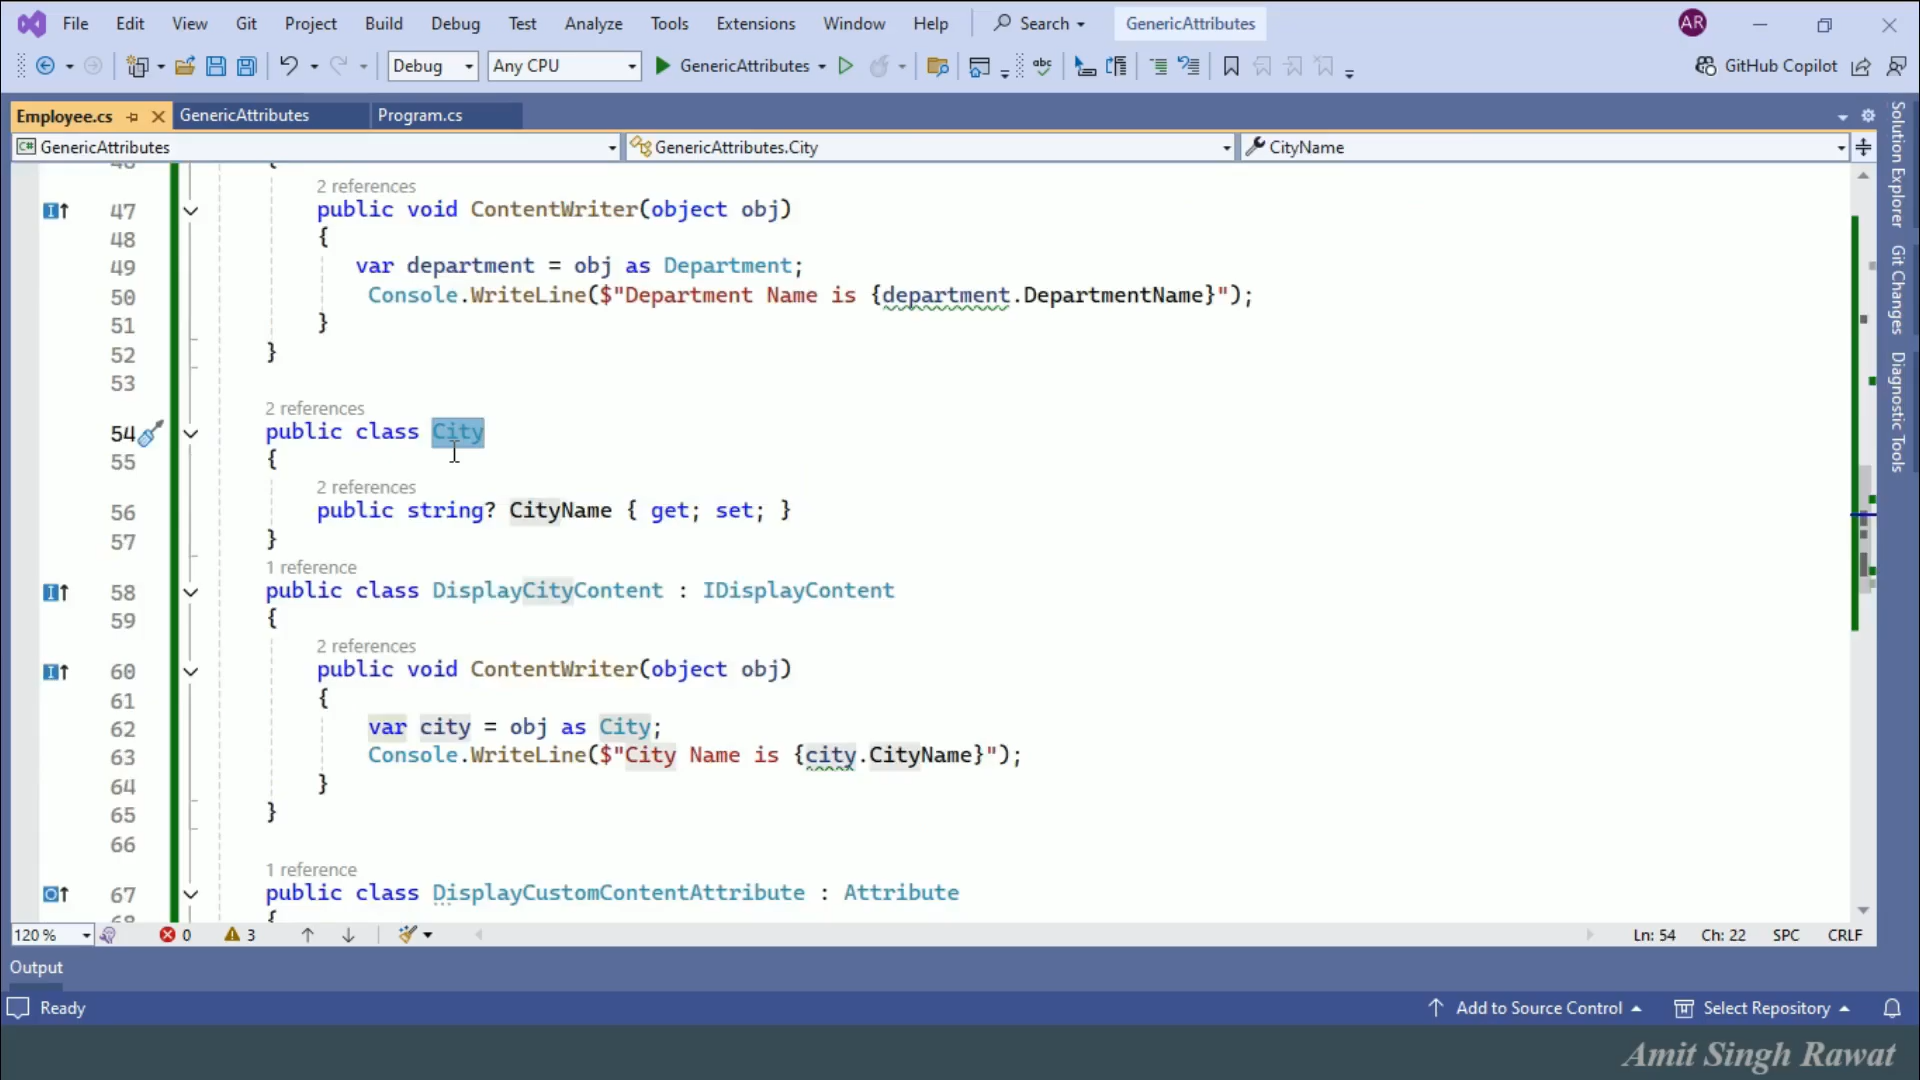 File Edit View Git Project Build Debug Test Analyze Tools Extensions Window Help Search GenericAttributes AR
Debug Any CPU GenericAttributes abc GitHub Copilot
Employee.cs GenericAttributes Program.cs
C# GenericAttributes GenericAttributes.City CityName
2 references
47 public void ContentWriter(object obj)
48 {
49 var department = obj as Department;
50 Console.WriteLine($"Department Name is {department.DepartmentName}");
51 }
52 }
53
2 references
54 public class City
55 {
2 references
56 public string? CityName { get; set; }
57 }
1 reference
58 public class DisplayCityContent : IDisplayContent
59 {
2 references
60 public void ContentWriter(object obj)
61 {
62 var city = obj as City;
63 Console.WriteLine($"City Name is {city.CityName}");
64 }
65 }
66
1 reference
67 public class DisplayCustomContentAttribute : Attribute
68 {
120 % 0 3 Ln: 54 Ch: 22 SPC CRLF
Output
Ready Add to Source Control Select Repository
Solution Explorer
Git Changes
Diagnostic Tools
Amit Singh Rawat